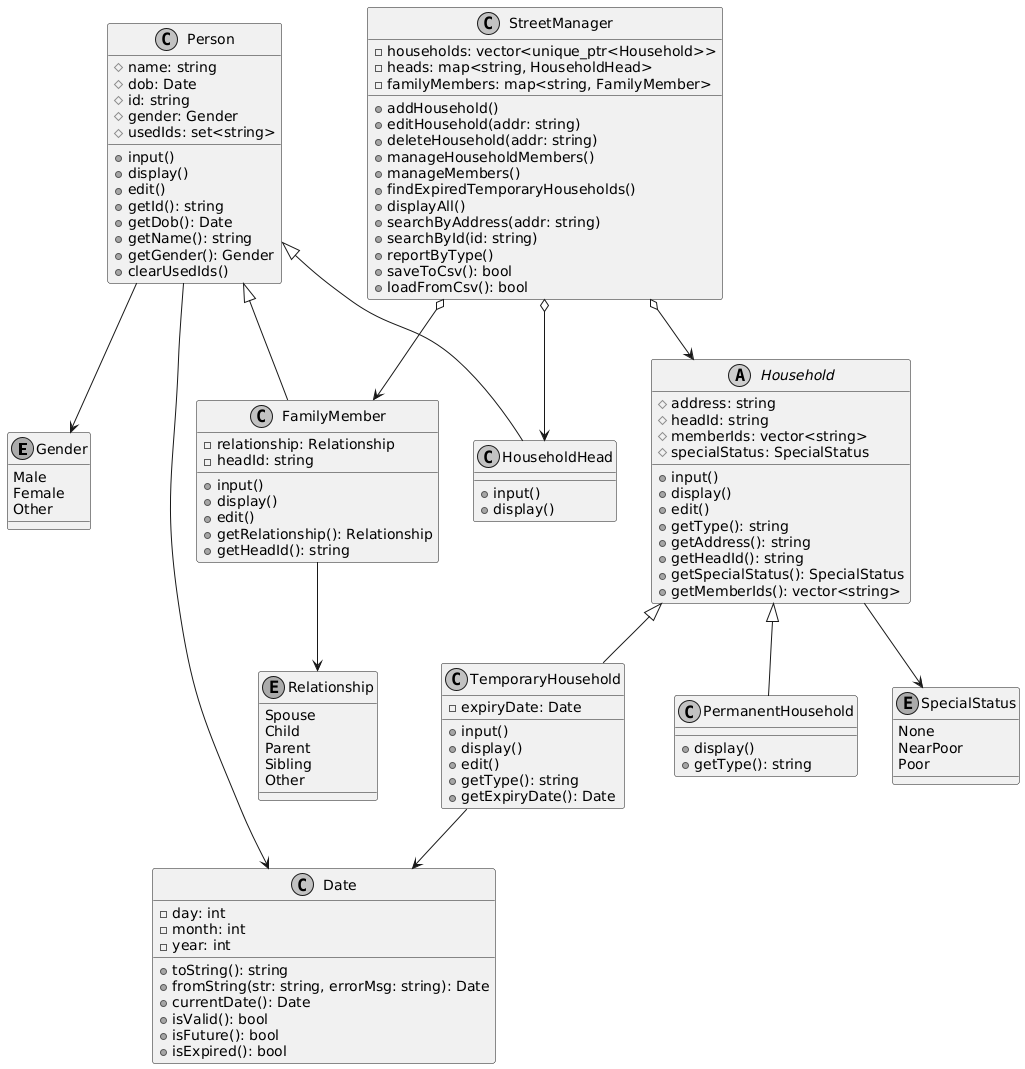 C Person
name: string
dob: Date
id: string
gender: Gender
usedIds: set<string>
input()
display()
edit()
getId(): string
getDob(): Date
getName(): string
getGender(): Gender
clearUsedIds()
C StreetManager
households: vector<unique_ptr<Household>>
heads: map<string, HouseholdHead>
familyMembers: map<string, FamilyMember>
addHousehold()
editHousehold(addr: string)
deleteHousehold(addr: string)
manageHouseholdMembers()
manageMembers()
findExpiredTemporaryHouseholds()
displayAll()
searchByAddress(addr: string)
searchById(id: string)
reportByType()
saveToCsv(): bool
loadFromCsv(): bool
E Gender
Male
Female
Other
C FamilyMember
relationship: Relationship
headId: string
input()
display()
edit()
getRelationship(): Relationship
getHeadId(): string
C HouseholdHead
input()
display()
A Household
address: string
headId: string
memberIds: vector<string>
specialStatus: SpecialStatus
input()
display()
edit()
getType(): string
getAddress(): string
getHeadId(): string
getSpecialStatus(): SpecialStatus
getMemberIds(): vector<string>
E Relationship
Spouse
Child
Parent
Sibling
Other
C TemporaryHousehold
expiryDate: Date
input()
display()
edit()
getType(): string
getExpiryDate(): Date
C PermanentHousehold
display()
getType(): string
E SpecialStatus
None
NearPoor
Poor
C Date
day: int
month: int
year: int
toString(): string
fromString(str: string, errorMsg: string): Date
currentDate(): Date
isValid(): bool
isFuture(): bool
isExpired(): bool